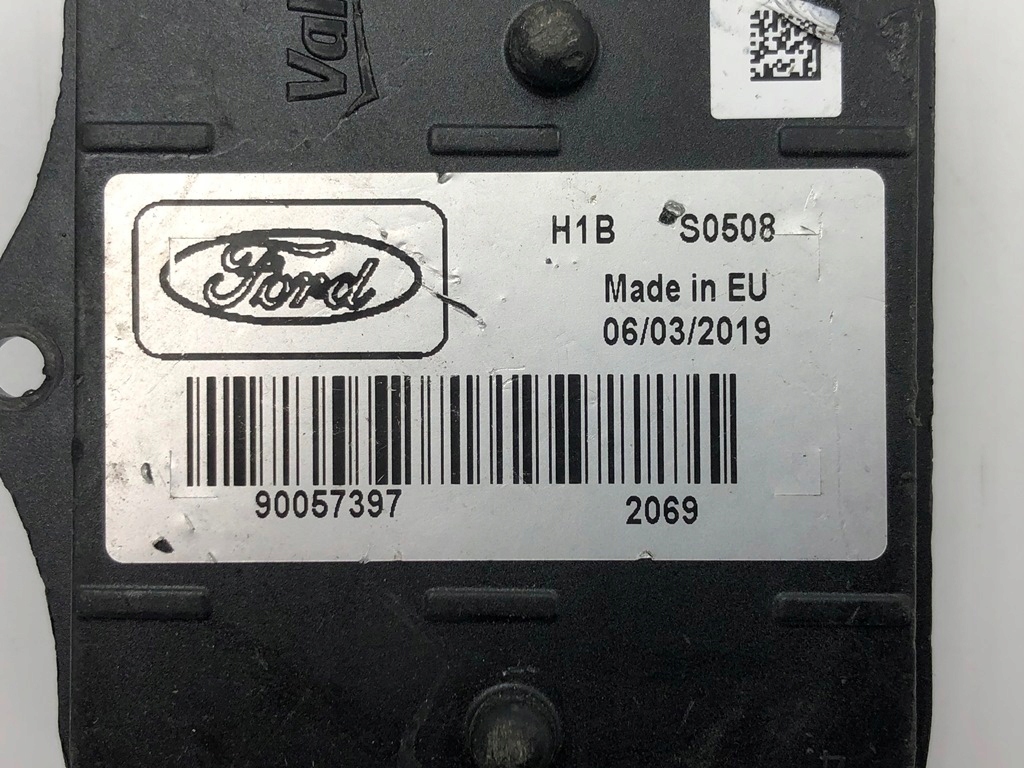 Ford
H1B S0508
Made in EU
06/03/2019
90057397 2069